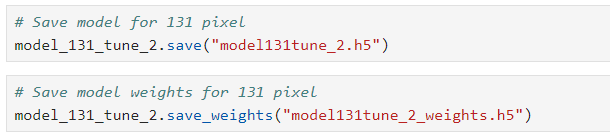 # Save model for 131 pixel
model_131_tune_2.save("model131tune_2.h5")
# Save model weights for 131 pixel
model_131_tune_2.save_weights("model131tune_2_weights.h5")